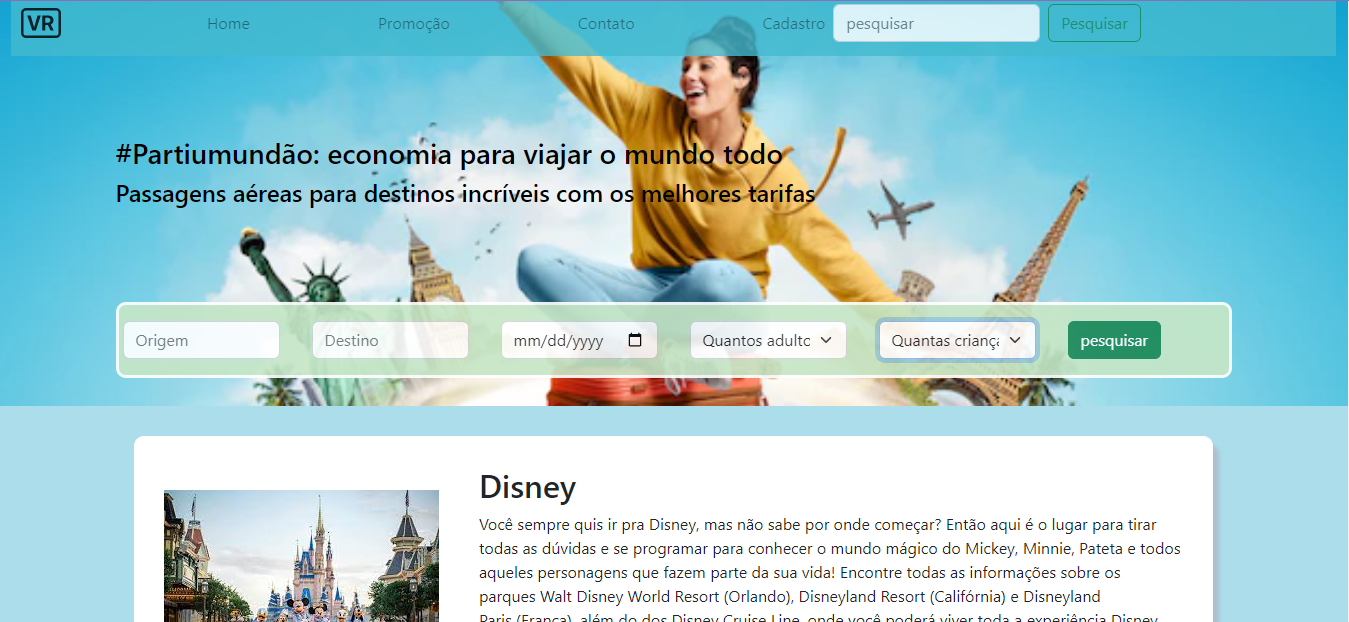 VR Home Promoção Contato Cadastro pesquisar Pesquisar
#Partiumundão: economia para viajar o mundo todo
Passagens aéreas para destinos incríveis com os melhores tarifas
Origem Destino mm/dd/yyyy Quantos adulto Quantas criança pesquisar
Disney
Você sempre quis ir pra Disney, mas não sabe por onde começar? Então aqui é o lugar para tirar
todas as dúvidas e se programar para conhecer o mundo mágico do Mickey, Minnie, Pateta e todos
aqueles personagens que fazem parte da sua vida! Encontre todas as informações sobre os
parques Walt Disney World Resort (Orlando), Disneyland Resort (Califórnia) e Disneyland
Paris (França), além do dos Disney Cruise Line, onde você poderá viver toda a experiência Disney